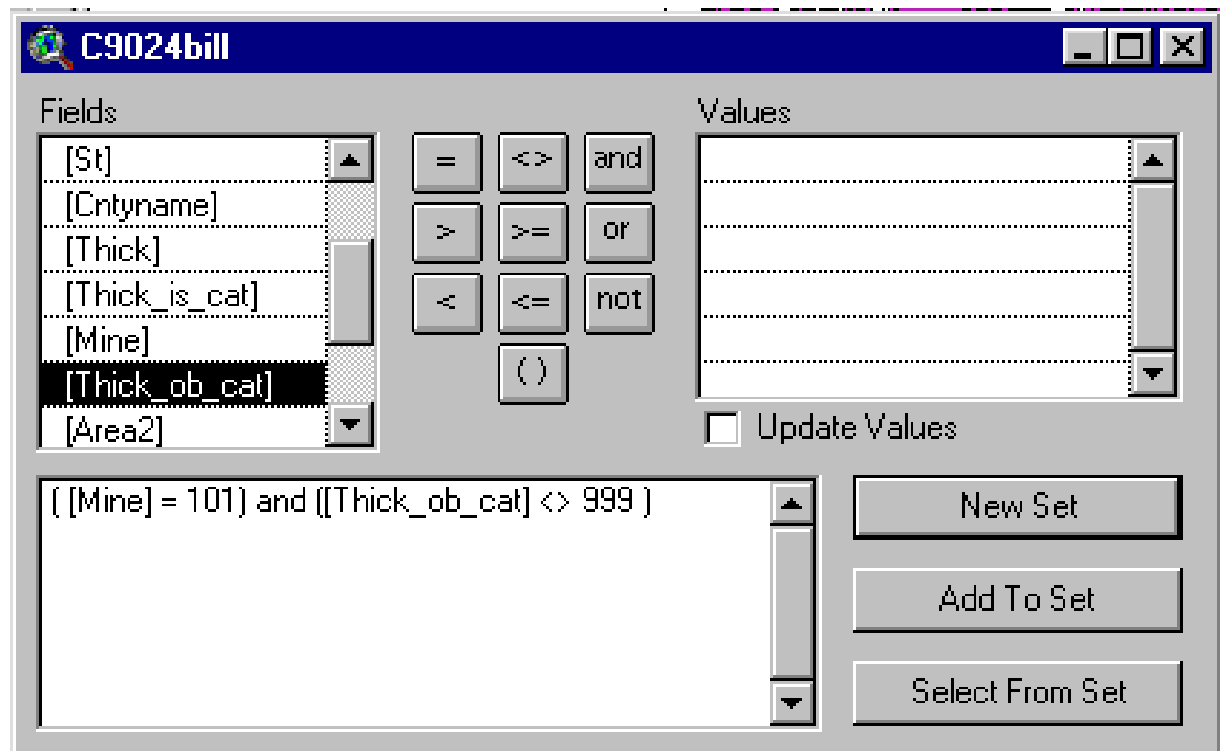 C9024bill
Fields
Values
[St]
[Cntyname]
[Thick]
[Thick_is_cat]
[Mine]
[Thick_ob_cat]
[Area2]
= <> and
> >= or
< <= not
( )
Update Values
( [Mine] = 101) and ([Thick_ob_cat] <> 999 )
New Set
Add To Set
Select From Set